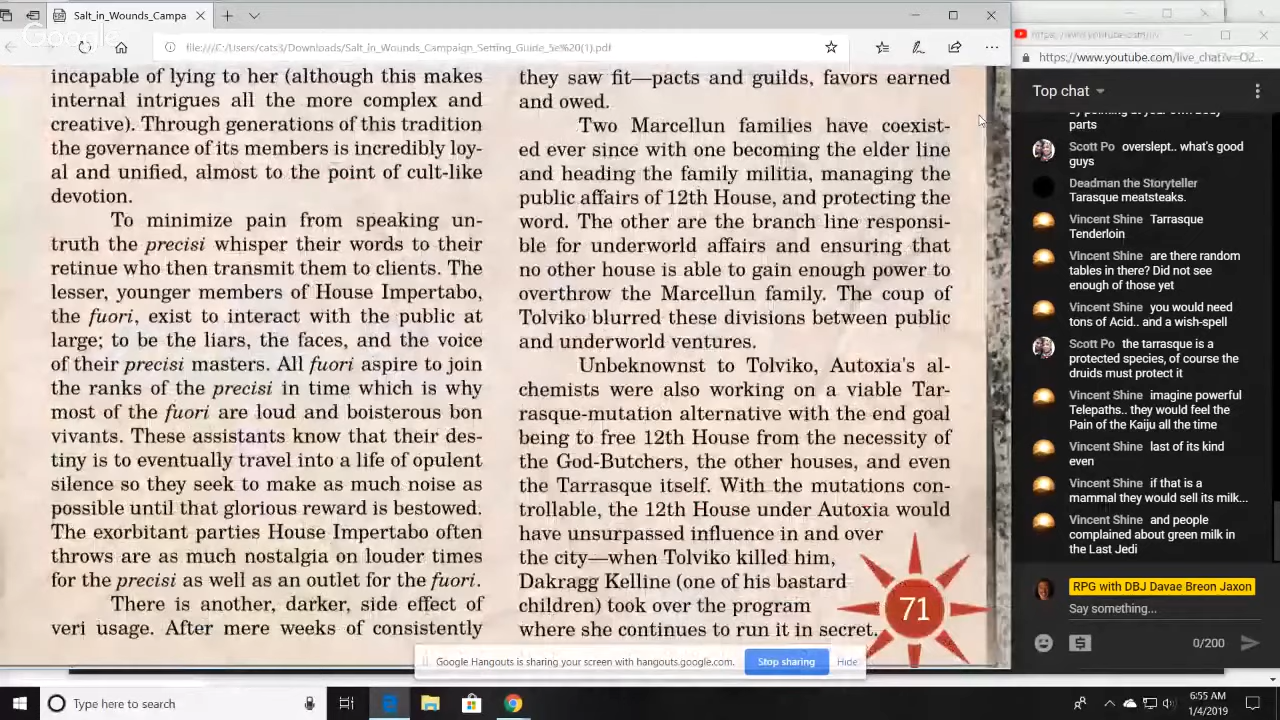 Salt_in_Wounds_Campa
Google
file:///C:/Users/cats3/Downloads/Salt_in_Wounds_Campaign_Setting_Guide_5e%20(1).pdf
incapable of lying to her (although this makes
internal intrigues all the more complex and
creative). Through generations of this tradition
the governance of its members is incredibly loy-
al and unified, almost to the point of cult-like
devotion.
To minimize pain from speaking un-
truth the precisi whisper their words to their
retinue who then transmit them to clients. The
lesser, younger members of House Impertabo,
the fuori, exist to interact with the public at
large; to be the liars, the faces, and the voice
of their precisi masters. All fuori aspire to join
the ranks of the precisi in time which is why
most of the fuori are loud and boisterous bon
vivants. These assistants know that their des-
tiny is to eventually travel into a life of opulent
silence so they seek to make as much noise as
possible until that glorious reward is bestowed.
The exorbitant parties House Impertabo often
throws are as much nostalgia on louder times
for the precisi as well as an outlet for the fuori.
There is another, darker, side effect of
veri usage. After mere weeks of consistently
they saw fit—pacts and guilds, favors earned
and owed.
Two Marcellun families have coexist-
ed ever since with one becoming the elder line
and heading the family militia, managing the
public affairs of 12th House, and protecting the
word. The other are the branch line responsi-
ble for underworld affairs and ensuring that
no other house is able to gain enough power to
overthrow the Marcellun family. The coup of
Tolviko blurred these divisions between public
and underworld ventures.
Unbeknownst to Tolviko, Autoxia's al-
chemists were also working on a viable Tar-
rasque-mutation alternative with the end goal
being to free 12th House from the necessity of
the God-Butchers, the other houses, and even
the Tarrasque itself. With the mutations con-
trollable, the 12th House under Autoxia would
have unsurpassed influence in and over
the city—when Tolviko killed him,
Dakragg Kelline (one of his bastard
children) took over the program
where she continues to run it in secret.
71
https://www.youtube.com/live_chat?v=O2...
Top chat
parts
Scott Po overslept.. what's good
guys
Deadman the Storyteller
Tarasque meatsteaks.
Vincent Shine Tarrasque
Tenderloin
Vincent Shine are there random
tables in there? Did not see
enough of those yet
Vincent Shine you would need
tons of Acid.. and a wish-spell
Scott Po the tarrasque is a
protected species, of course the
druids must protect it
Vincent Shine imagine powerful
Telepaths.. they would feel the
Pain of the Kaiju all the time
Vincent Shine last of its kind
even
Vincent Shine if that is a
mammal they would sell its milk...
Vincent Shine and people
complained about green milk in
the Last Jedi
RPG with DBJ Davae Breon Jaxon
Say something...
0/200
Google Hangouts is sharing your screen with hangouts.google.com.
Stop sharing
Hide
Type here to search
6:55 AM
1/4/2019